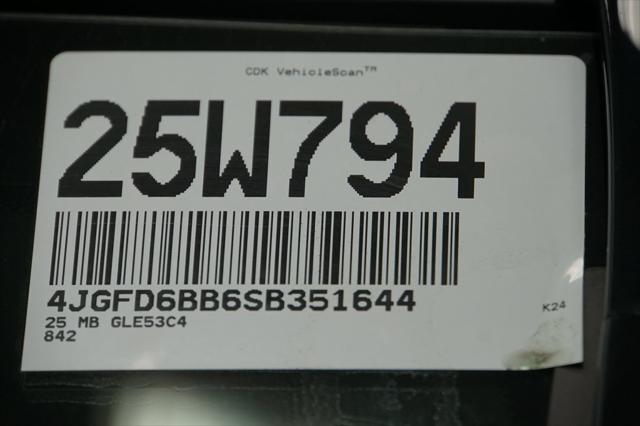 CDK VehicleScan™
25W794
4JGFD6BB6SB351644
25 MB GLE53C4
842
K24